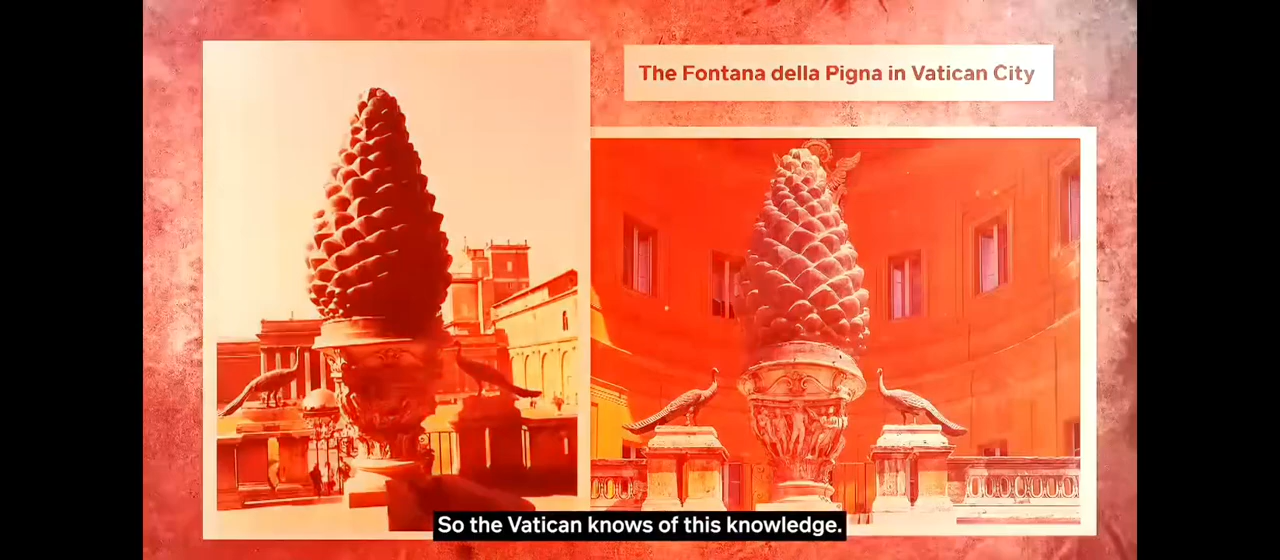 The Fontana della Pigna in Vatican City
So the Vatican knows of this knowledge.